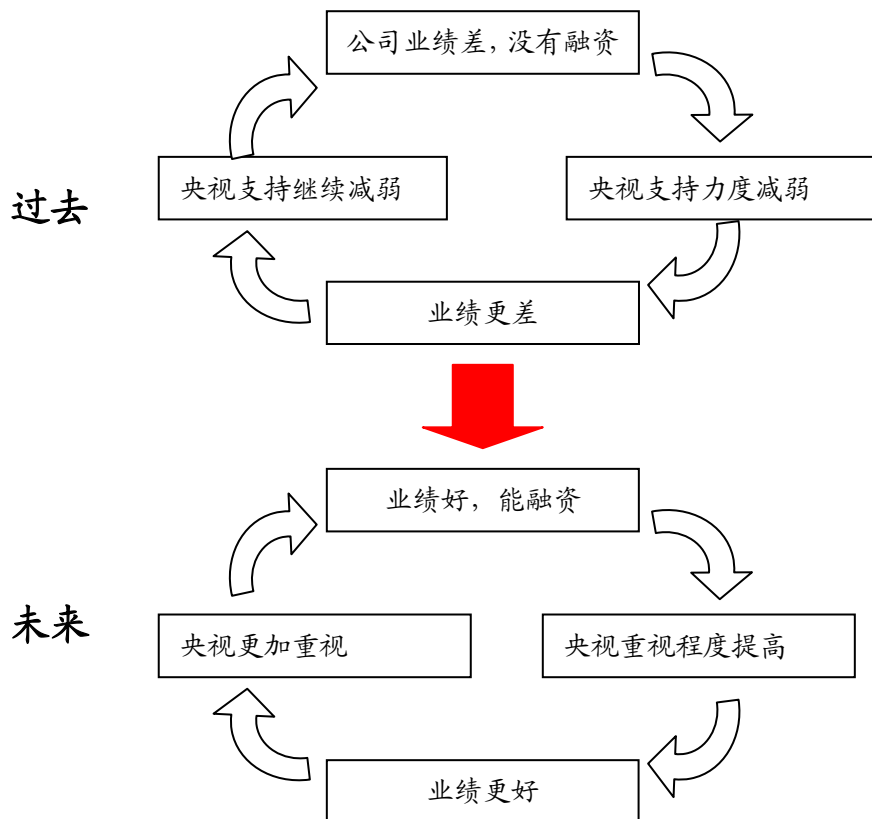 公司业绩差，没有融资
过去
央视支持继续减弱
央视支持力度减弱
业绩更差
业绩好，能融资
未来
央视更加重视
央视重视程度提高
业绩更好